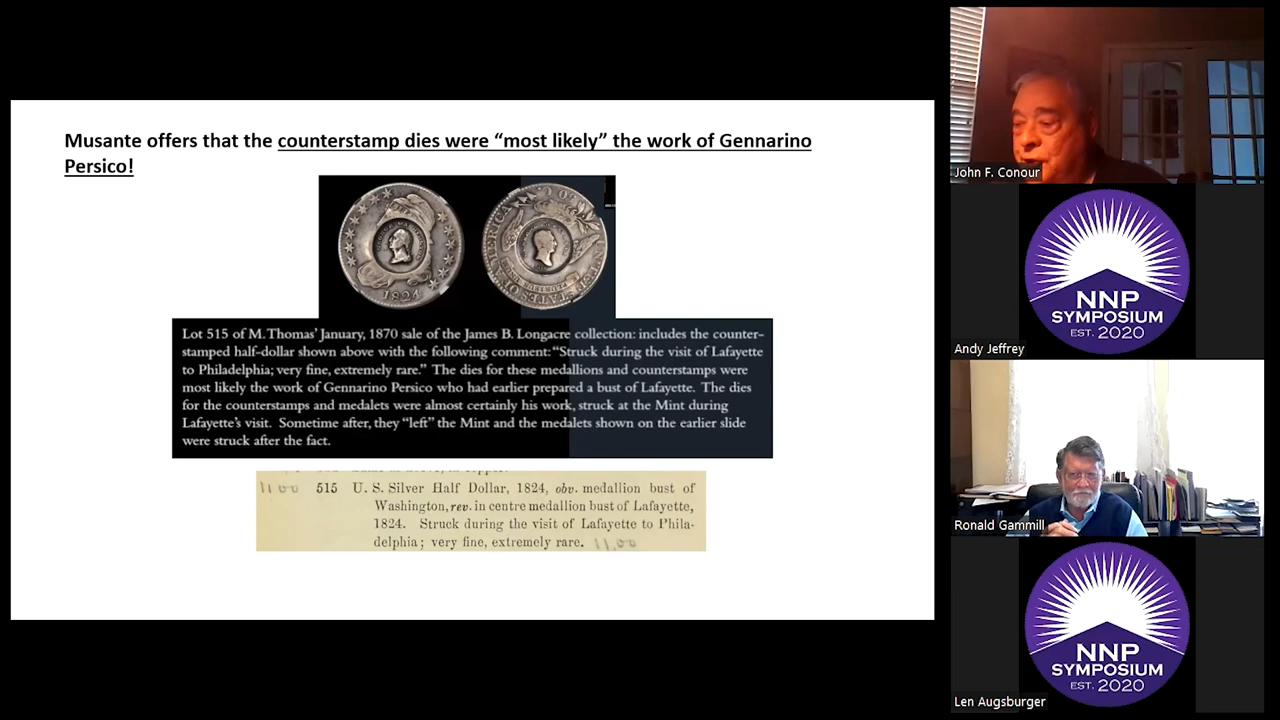 Musante offers that the counterstamp dies were “most likely” the work of Gennarino
Persico!
1824
Lot 515 of M. Thomas’ January, 1870 sale of the James B. Longacre collection: includes the counter-
stamped half-dollar shown above with the following comment: “Struck during the visit of Lafayette
to Philadelphia; very fine, extremely rare.” The dies for these medallions and counterstamps were
most likely the work of Gennarino Persico who had earlier prepared a bust of Lafayette. The dies
for the counterstamps and medalets were almost certainly his work, struck at the Mint during
Lafayette’s visit. Sometime after, they “left” the Mint and the medalets shown on the earlier slide
were struck after the fact.
11 00 515 U. S. Silver Half Dollar, 1824, obv. medallion bust of
Washington, rev. in centre medallion bust of Lafayette,
1824. Struck during the visit of Lafayette to Phila-
delphia; very fine, extremely rare. 11.00
John F. Conour
NNP
SYMPOSIUM
EST. 2020
Andy Jeffrey
Ronald Gammill
NNP
SYMPOSIUM
EST. 2020
Len Augsburger